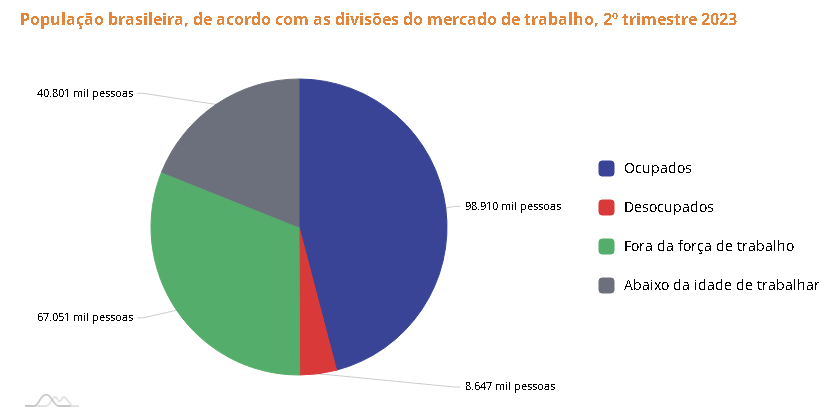 População brasileira, de acordo com as divisões do mercado de trabalho, 2º trimestre 2023
40.801 mil pessoas
98.910 mil pessoas
67.051 mil pessoas
8.647 mil pessoas
Ocupados
Desocupados
Fora da força de trabalho
Abaixo da idade de trabalhar